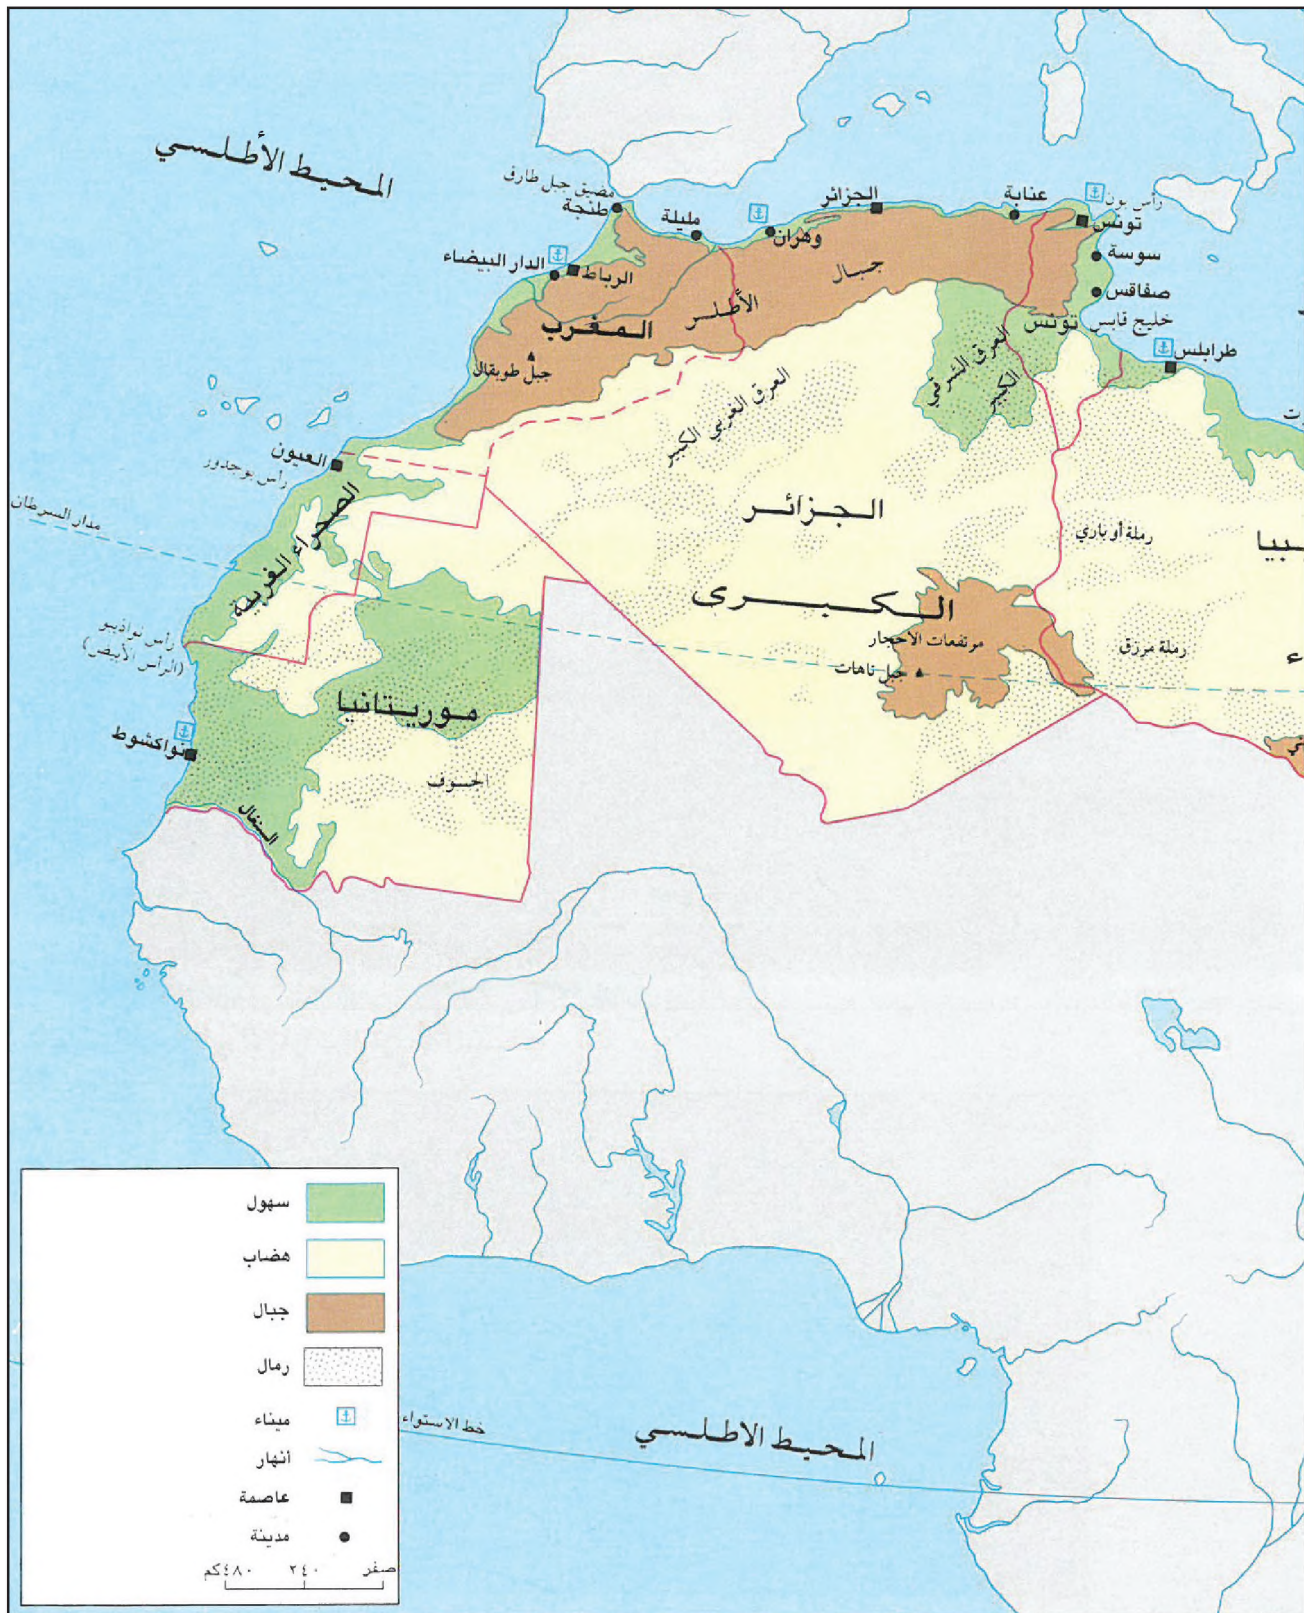 المحيط الأطلسي
مضيق جبل طارق
طنجة
مليلة
وهران
الجزائر
عنابة
رأس بون
تونس
سوسة
صفاقس
خليج قابس
تونس
طرابلس
الدار البيضاء
الرباط
المغرب
جبال
الأطلس
جبل طوبقال
العرق الغربي الكبير
العرق الشرقي
الكبير
العيون
رأس بوجدور
مدار السرطان
الصحراء الغربية
الجزائر
رملة أوباري
ـبيا
الكبرى
ء
مرتفعات الاحجار
جبل تاهات
رملة مرزق
رأس نواذيبو
(الرأس الأبيض)
موريتانيا
نواكشوط
الجوف
السنغال
سهول
هضاب
جبال
رمال
ميناء
أنهار
عاصمة
مدينة
صفر ٢٤٠ ٤٨٠كم
خط الاستواء
المحيط الاطلسي